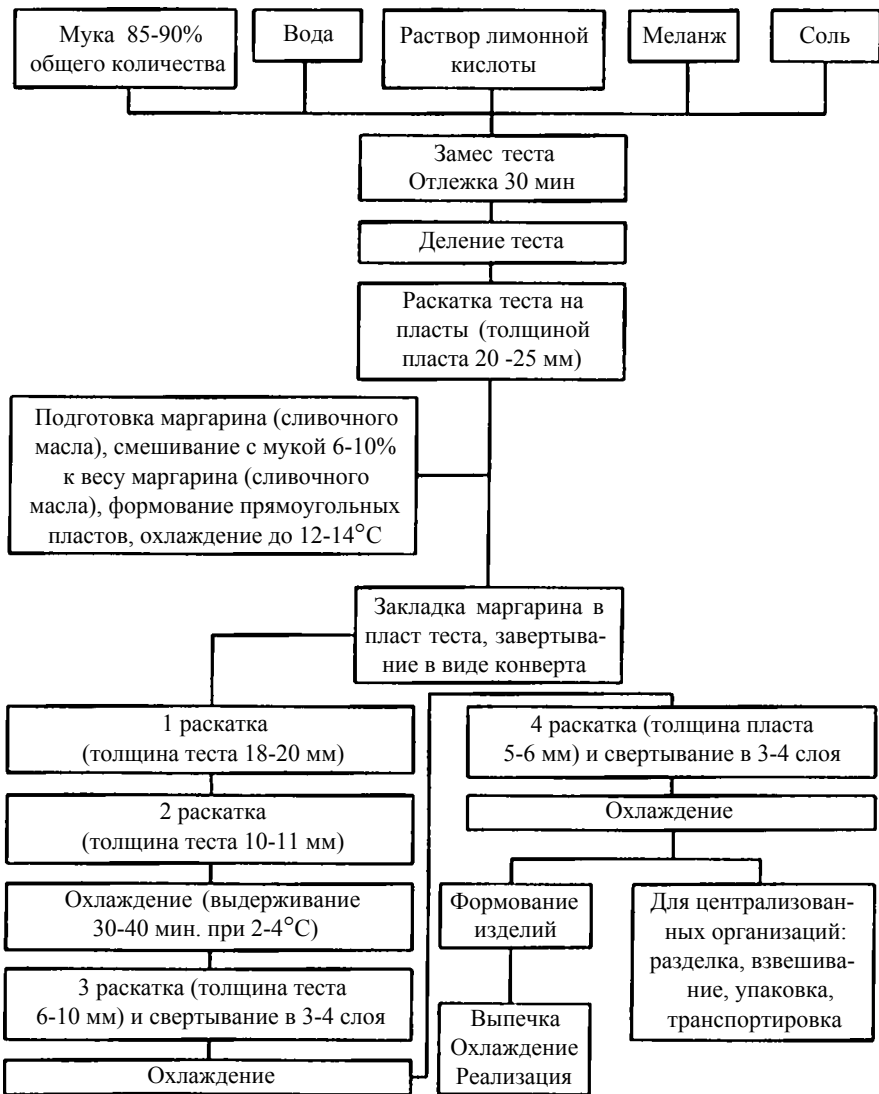 Мука 85-90%
общего количества
Вода
Раствор лимонной
кислоты
Меланж
Соль
Замес теста
Отлежка 30 мин
Деление теста
Раскатка теста на
пласты (толщиной
пласта 20 -25 мм)
Подготовка маргарина (сливочного
масла), смешивание с мукой 6-10%
к весу маргарина (сливочного
масла), формование прямоугольных
пластов, охлаждение до 12-14°С
Закладка маргарина в
пласт теста, завертыва-
ние в виде конверта
1 раскатка
(толщина теста 18-20 мм)
2 раскатка
(толщина теста 10-11 мм)
Охлаждение (выдерживание
30-40 мин. при 2-4°С)
3 раскатка (толщина теста
6-10 мм) и свертывание в 3-4 слоя
Охлаждение
4 раскатка (толщина пласта
5-6 мм) и свертывание в 3-4 слоя
Охлаждение
Формование
изделий
Выпечка
Охлаждение
Реализация
Для централизован-
ных организаций:
разделка, взвешива-
ние, упаковка,
транспортировка